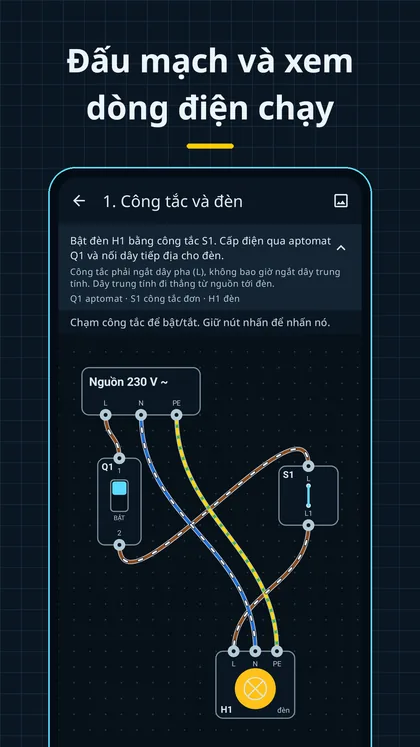 Đấu mạch và xem
dòng điện chạy
1. Công tắc và đèn
Bật đèn H1 bằng công tắc S1. Cấp điện qua aptomat
Q1 và nối dây tiếp địa cho đèn.
Công tắc phải ngắt dây pha (L), không bao giờ ngắt dây trung
tính. Dây trung tính đi thẳng từ nguồn tới đèn.
Q1 aptomat · S1 công tắc đơn · H1 đèn
Chạm công tắc để bật/tắt. Giữ nút nhấn để nhấn nó.
Nguồn 230 V ~
L N PE
Q1 1
S1 L
BẬT
L1
2
L N PE
H1 đèn